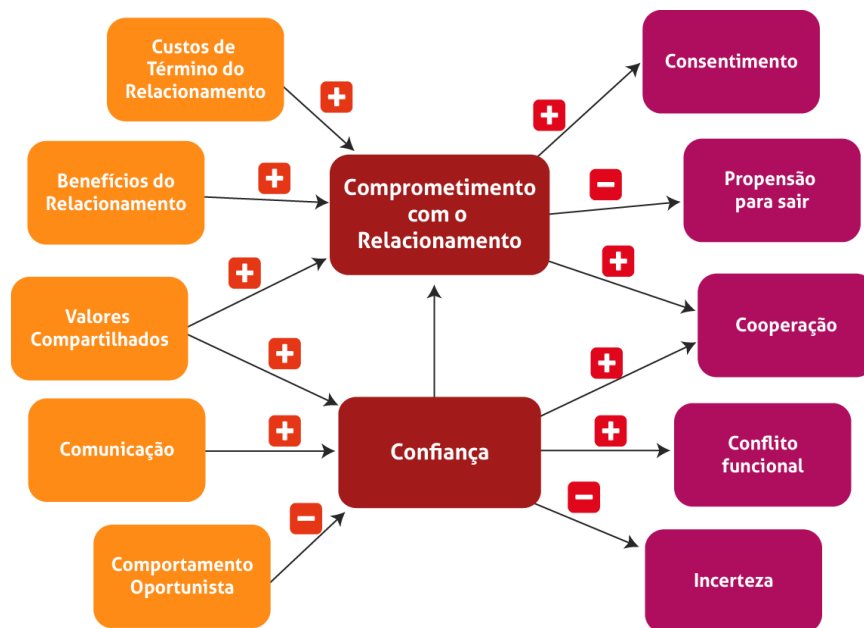 Custos de
Término do
Relacionamento
Consentimento
+
+
Benefícios do
Relacionamento
+
Comprometimento
com o
Relacionamento
−
Propensão
para sair
+
+
Valores
Compartilhados
Cooperação
+
+
Comunicação
+
Confiança
+
Conflito
funcional
−
−
Comportamento
Oportunista
Incerteza